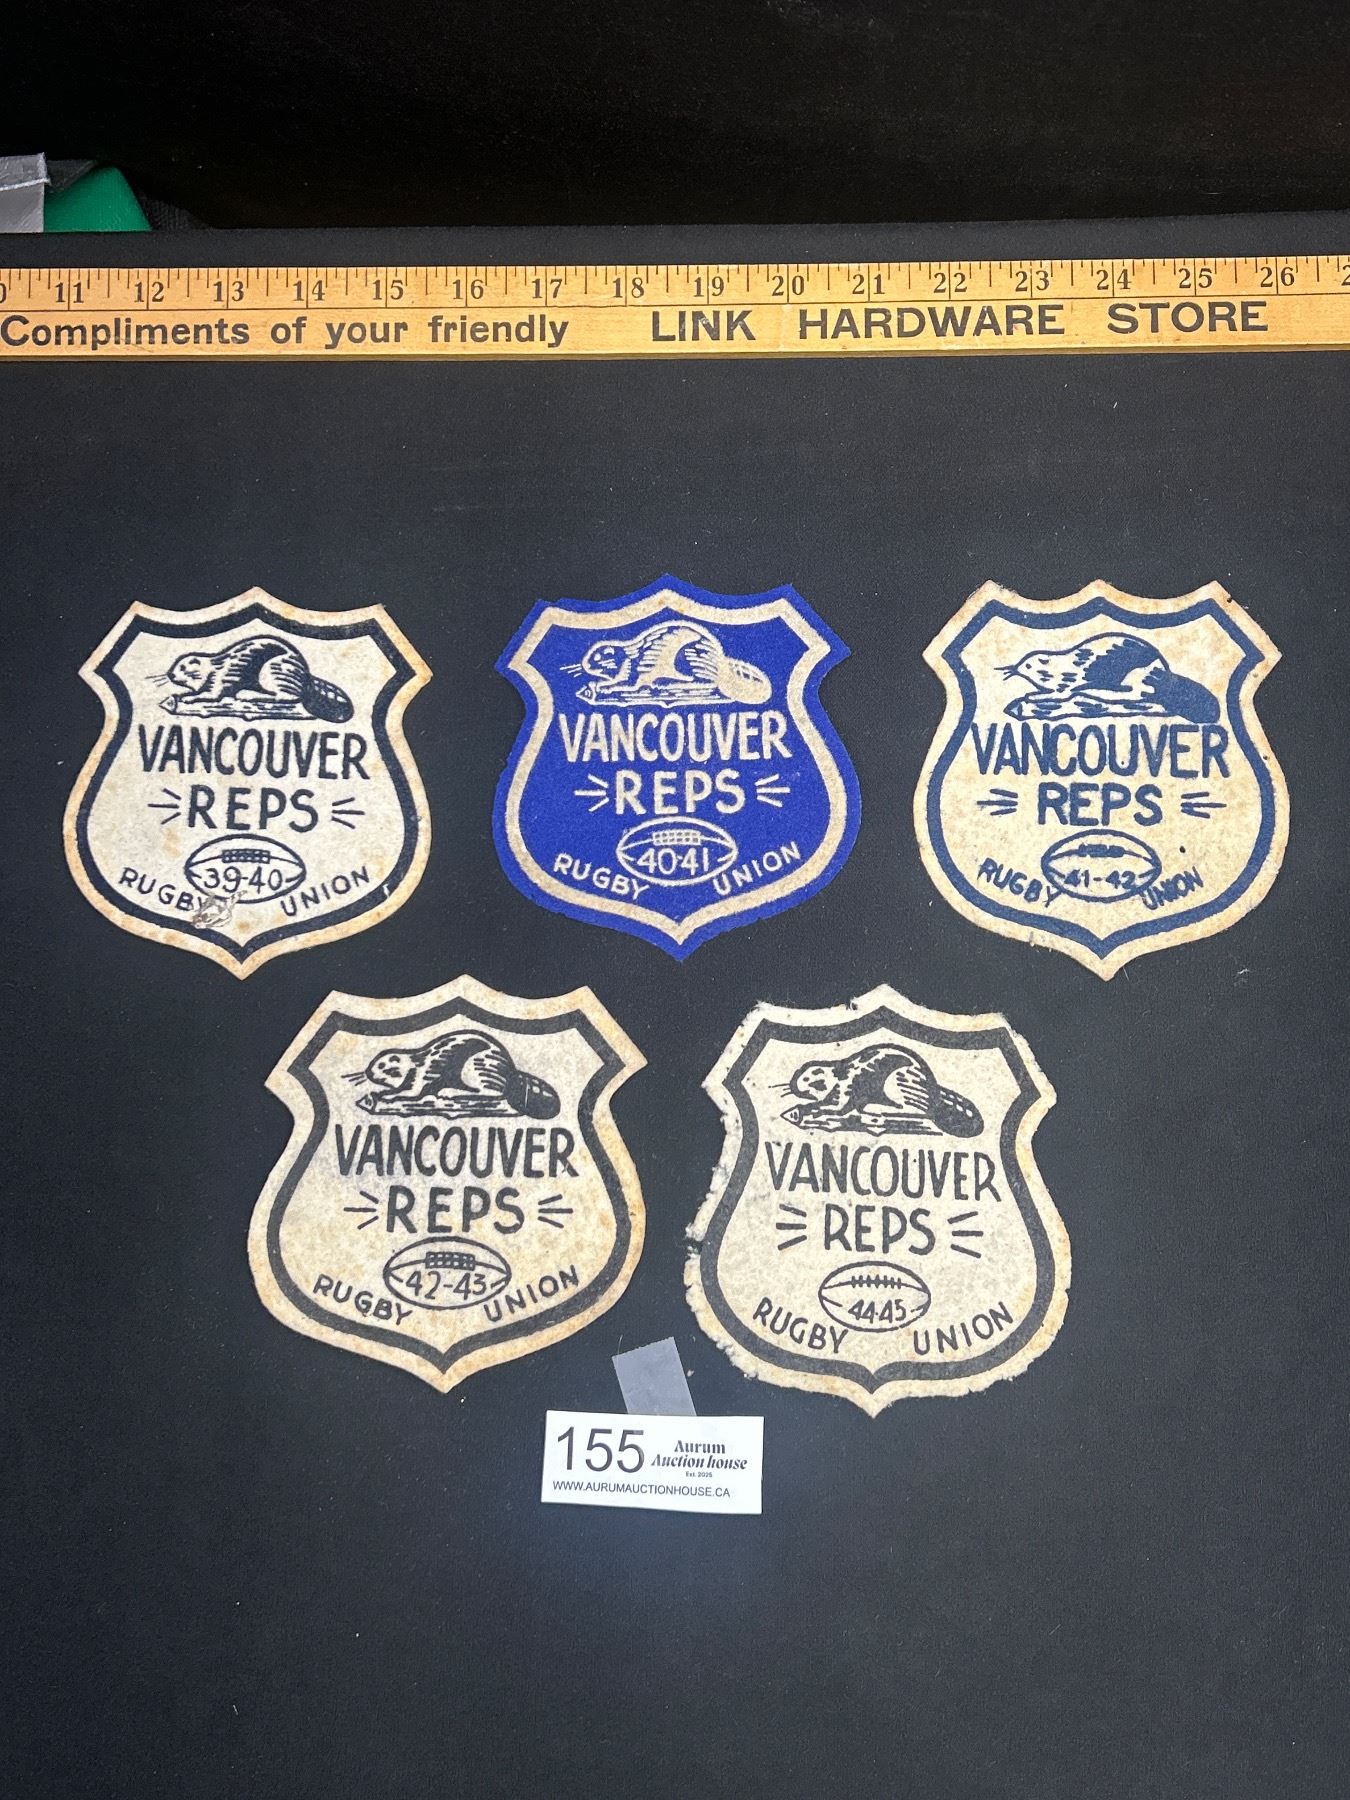 11 12 13 14 15 16 17 18 19 20 21 22 23 24 25 26
Compliments of your friendly LINK HARDWARE STORE
VANCOUVER
REPS
39-40
RUGBY UNION
VANCOUVER
REPS
40-41
RUGBY UNION
VANCOUVER
REPS
41-42
RUGBY UNION
VANCOUVER
REPS
42-43
RUGBY UNION
VANCOUVER
REPS
44-45
RUGBY UNION
155 Aurum
Auction house
Est. 2025
WWW.AURUMAUCTIONHOUSE.CA